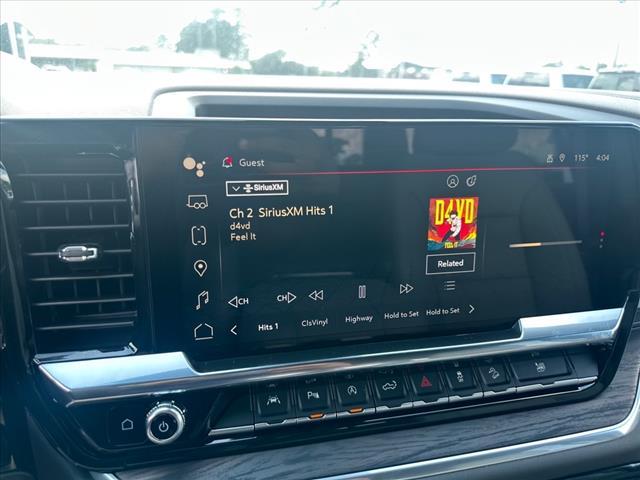 Guest 115° 4:04
SiriusXM
Ch 2 SiriusXM Hits 1
d4vd
Feel It
D4VD
FEEL IT
Related
CH CH
Hits 1 ClsVinyl Highway Hold to Set Hold to Set